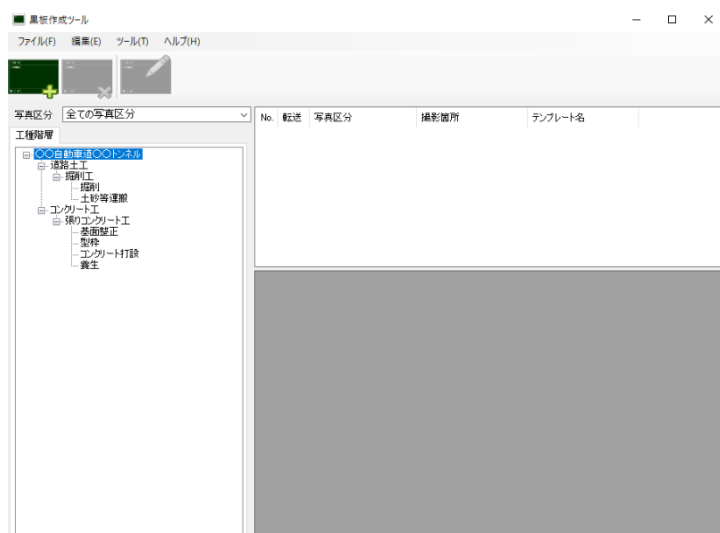 黒板作成ツール
ファイル(F) 編集(E) ツール(T) ヘルプ(H)
写真区分 全ての写真区分
工種階層
〇〇自動車道〇〇トンネル
道路土工
掘削工
掘削
土砂等運搬
コンクリート工
張りコンクリート工
基面整正
型枠
コンクリート打設
養生
No. 転送 写真区分 撮影箇所 テンプレート名